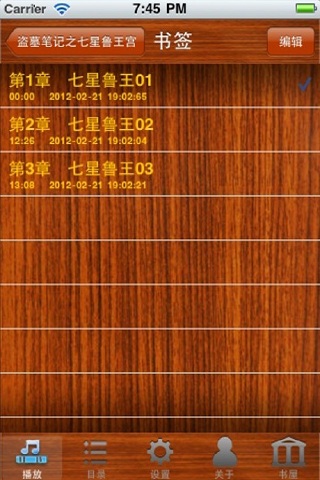 Carrier 7:45 PM
盗墓笔记之七星鲁王宫 书签 编辑
第1章 七星鲁王01
00:00 2012-02-21 19:02:65
第2章 七星鲁王02
12:26 2012-02-21 19:02:04
第3章 七星鲁王03
13:08 2012-02-21 19:02:21
播放 目录 设置 关于 书屋